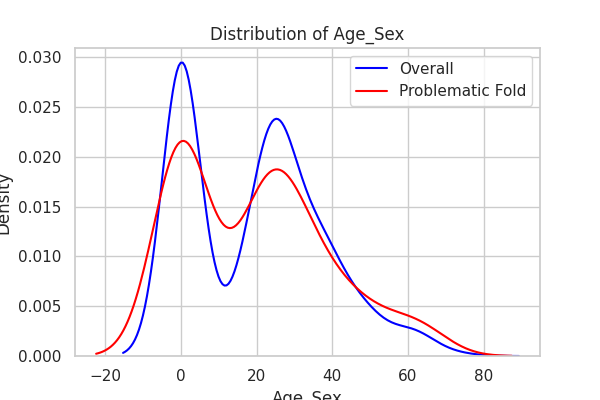 Distribution of Age_Sex
Overall
Problematic Fold
0.030
0.025
0.020
0.015
0.010
0.005
0.000
Density
−20
0
20
40
60
80
Age_Sex